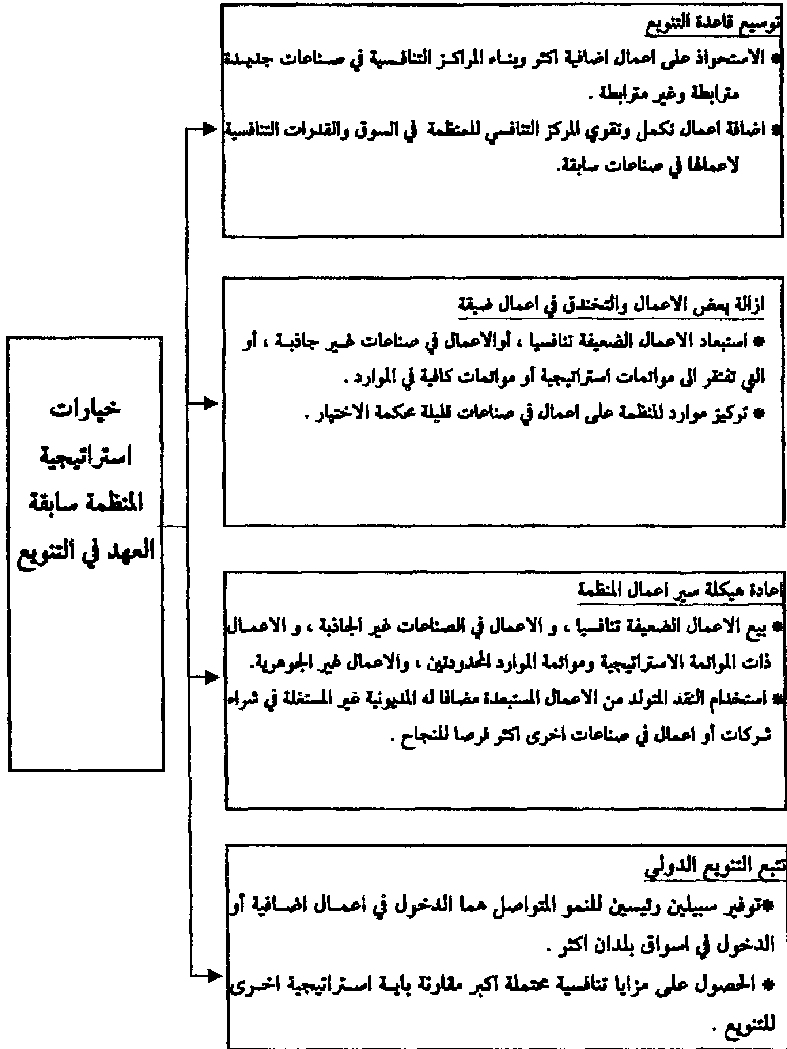 توسيع قاعدة التنويع
* الاستحواذ على اعمال اضافية اكثر وبناء المراكز التنافسية في صناعات جديدة
مترابطة وغير مترابطة .
* اضافة اعمال تكمل وتقوي المركز التنافسي للمنظمة في السوق والقدرات التنافسية
لاعمالها في صناعات سابقة.
ازالة بعض الاعمال والتخندق في اعمال ضيقة
* استبعاد الاعمال الضعيفة تنافسيا ، أوالاعمال في صناعات غير جاذبة ، أو
التي تفتقر الى موائمات استراتيجية أو موائمات كافية في الموارد .
* تركيز موارد المنظمة على اعمال في صناعات قليلة محكمة الاختيار .
خيارات
استراتيجية
المنظمة سابقة
العهد في التنويع
اعادة هيكلة سير اعمال المنظمة
* بيع الاعمال الضعيفة تنافسيا ، و الاعمال في الصناعات غير الجاذبة ، و الاعمال
ذات الموائمة الاستراتيجية وموائمة الموارد المحدودتين ، والاعمال غير الجوهرية.
* استخدام النقد المتولد من الاعمال المستبعدة مضافا له المديونية غير المستغلة في شراء
شركات أو اعمال في صناعات اخرى اكثر فرصا للنجاح .
تتبع التنويع الدولي
*توفير سبيلين رئيسين للنمو المتواصل هما الدخول في اعمال اضافية أو
الدخول في اسواق بلدان اكثر .
* الحصول على مزايا تنافسية محتملة اكبر مقارنة باية استراتيجية اخرى
للتنويع .